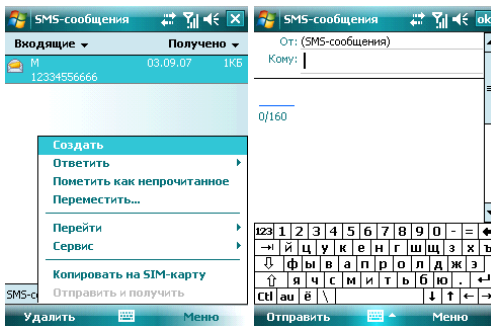 SMS-сообщения
Входящие
Получено
М 03.09.07 1Кб
12334556666
Создать
Ответить
Пометить как непрочитанное
Переместить...
Перейти
Сервис
Копировать на SIM-карту
Отправить и получить
SMS-с
Удалить
Меню
SMS-сообщения ok
От: (SMS-сообщения)
Кому:
0/160
123 1 2 3 4 5 6 7 8 9 0 - =
й ц у к е н г ш щ з х ъ
ф ы в а п р о л д ж э
я ч с м и т ь б ю .
Ctl аü ё \
Отправить
Меню